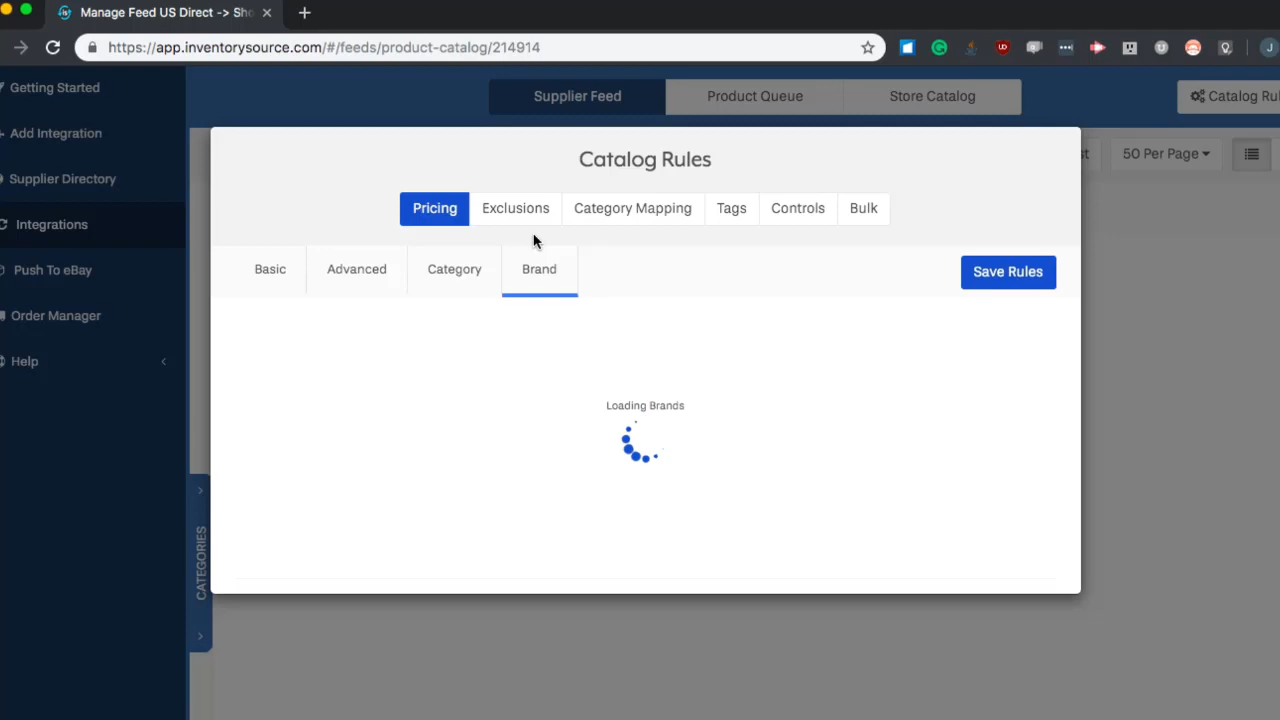 Manage Feed US Direct -> Sho
https://app.inventorysource.com/#/feeds/product-catalog/214914
Getting Started
Add Integration
Supplier Directory
Integrations
Push To eBay
Order Manager
Help
Supplier Feed
Product Queue
Store Catalog
Catalog Rul
st
50 Per Page
Catalog Rules
Pricing
Exclusions
Category Mapping
Tags
Controls
Bulk
Basic
Advanced
Category
Brand
Save Rules
Loading Brands
CATEGORIES